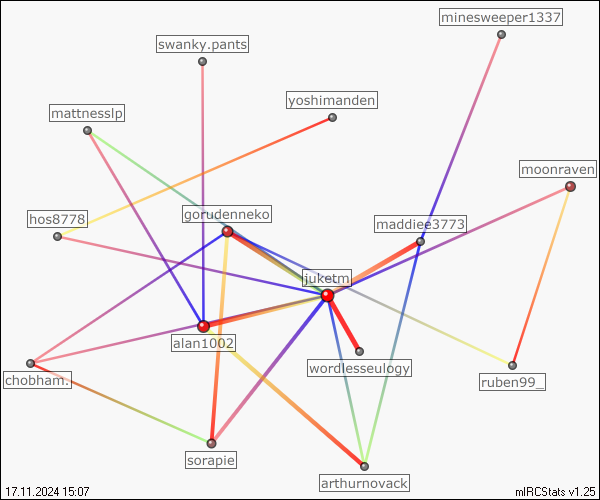 minesweeper1337
swanky.pants
yoshimanden
mattnesslp
moonraven
gorudenneko
hos8778
maddiee3773
juketm
alan1002
wordlesseulogy
chobham.
ruben99_
sorapie
arthurnovack
17.11.2024 15:07
mIRCStats v1.25